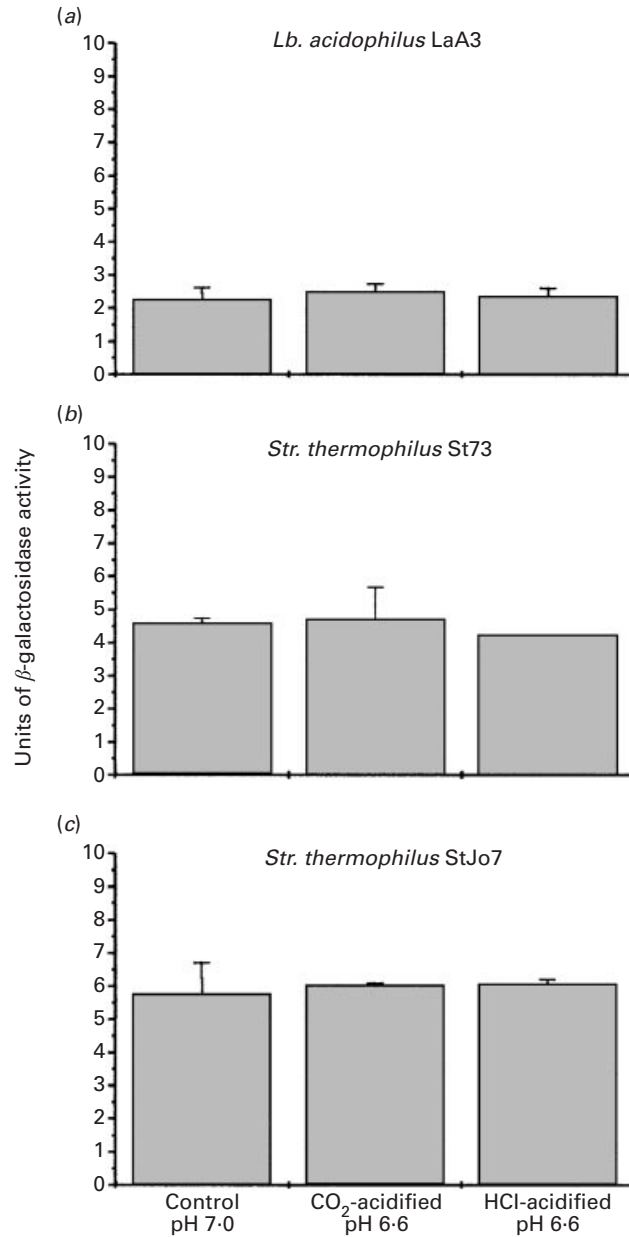 (a)
Lb. acidophilus LaA3
10
9
8
7
6
5
4
3
2
1
0
(b)
Str. thermophilus St73
10
9
8
7
6
5
4
3
2
1
0
Units of β-galactosidase activity
(c)
Str. thermophilus StJo7
10
9
8
7
6
5
4
3
2
1
0
Control
pH 7·0
CO₂-acidified
pH 6·6
HCl-acidified
pH 6·6